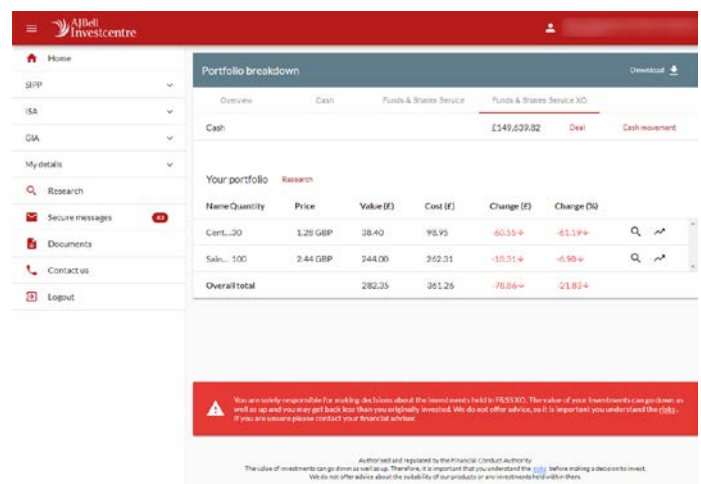 AJBell
Investcentre
Home
SIPP
ISA
GIA
My details
Research
Secure messages
Documents
Contact us
Logout
Portfolio breakdown
Download
Overview Cash Funds & Shares Service Funds & Shares Service XO
Cash £149,639.82 Deal Cash movement
Your portfolio Research
Name Quantity Price Value (£) Cost (£) Change (£) Change (%)
Cent...30 1.28 GBP 38.40 98.95 -60.55 -61.19
Sain... 100 2.44 GBP 244.00 262.31 -18.31 -6.98
Overall total 282.35 361.26 -78.86 -21.83
You are solely responsible for making decisions about the investments held in F&SSXO. The value of your investments can go down as
well as up and you may get back less than you originally invested. We do not offer advice, so it is important you understand the risks.
If you are unsure please contact your financial adviser.
Authorised and regulated by the Financial Conduct Authority.
The value of investments can go down as well as up. Therefore, it is important that you understand the risks before making a decision to invest.
We do not offer advice about the suitability of our products or any investments held within them.